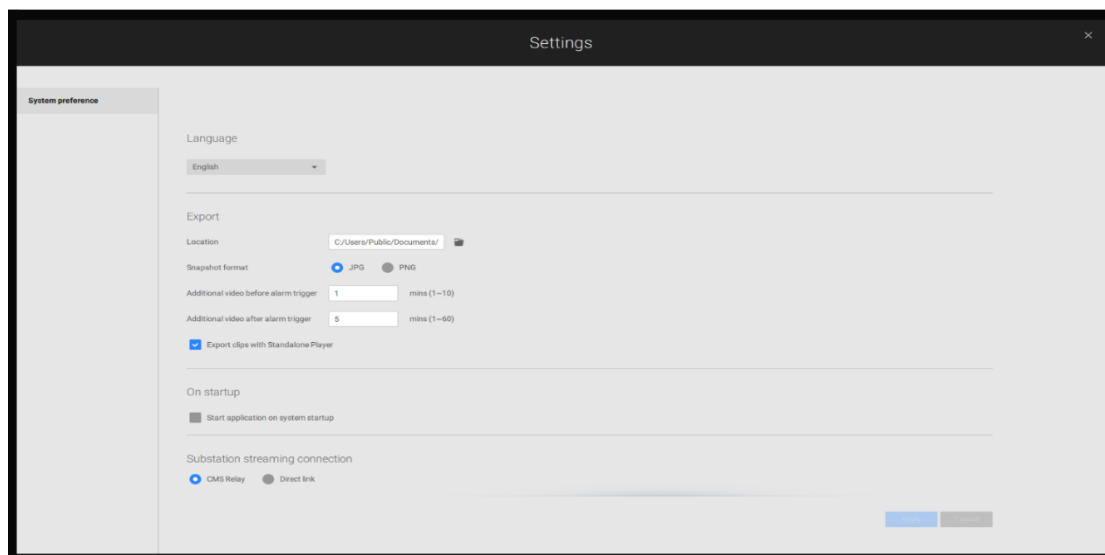 Settings
System preference
Language
English
Export
Location C:/Users/Public/Documents/
Snapshot format JPG PNG
Additional video before alarm trigger 1 mins (1~10)
Additional video after alarm trigger 5 mins (1~60)
Export clips with Standalone Player
On startup
Start application on system startup
Substation streaming connection
CMS Relay Direct link